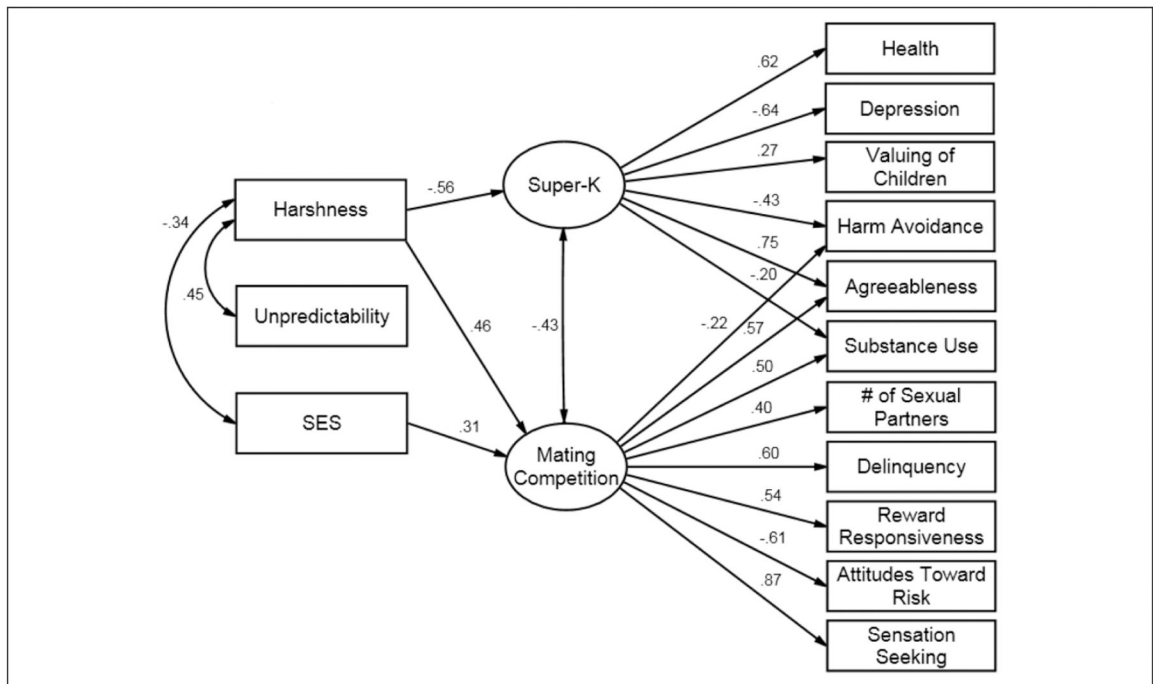 Health
.62
-.64
Depression
.27
Valuing of
Children
-.56
Super-K
Harshness
-.43
Harm Avoidance
-.34
.75
-.20
Agreeableness
.45
Unpredictability
.46
-.43
-.22
.57
Substance Use
.50
.40
# of Sexual
Partners
SES
.31
Mating
Competition
.60
Delinquency
.54
Reward
Responsiveness
-.61
Attitudes Toward
Risk
.87
Sensation
Seeking